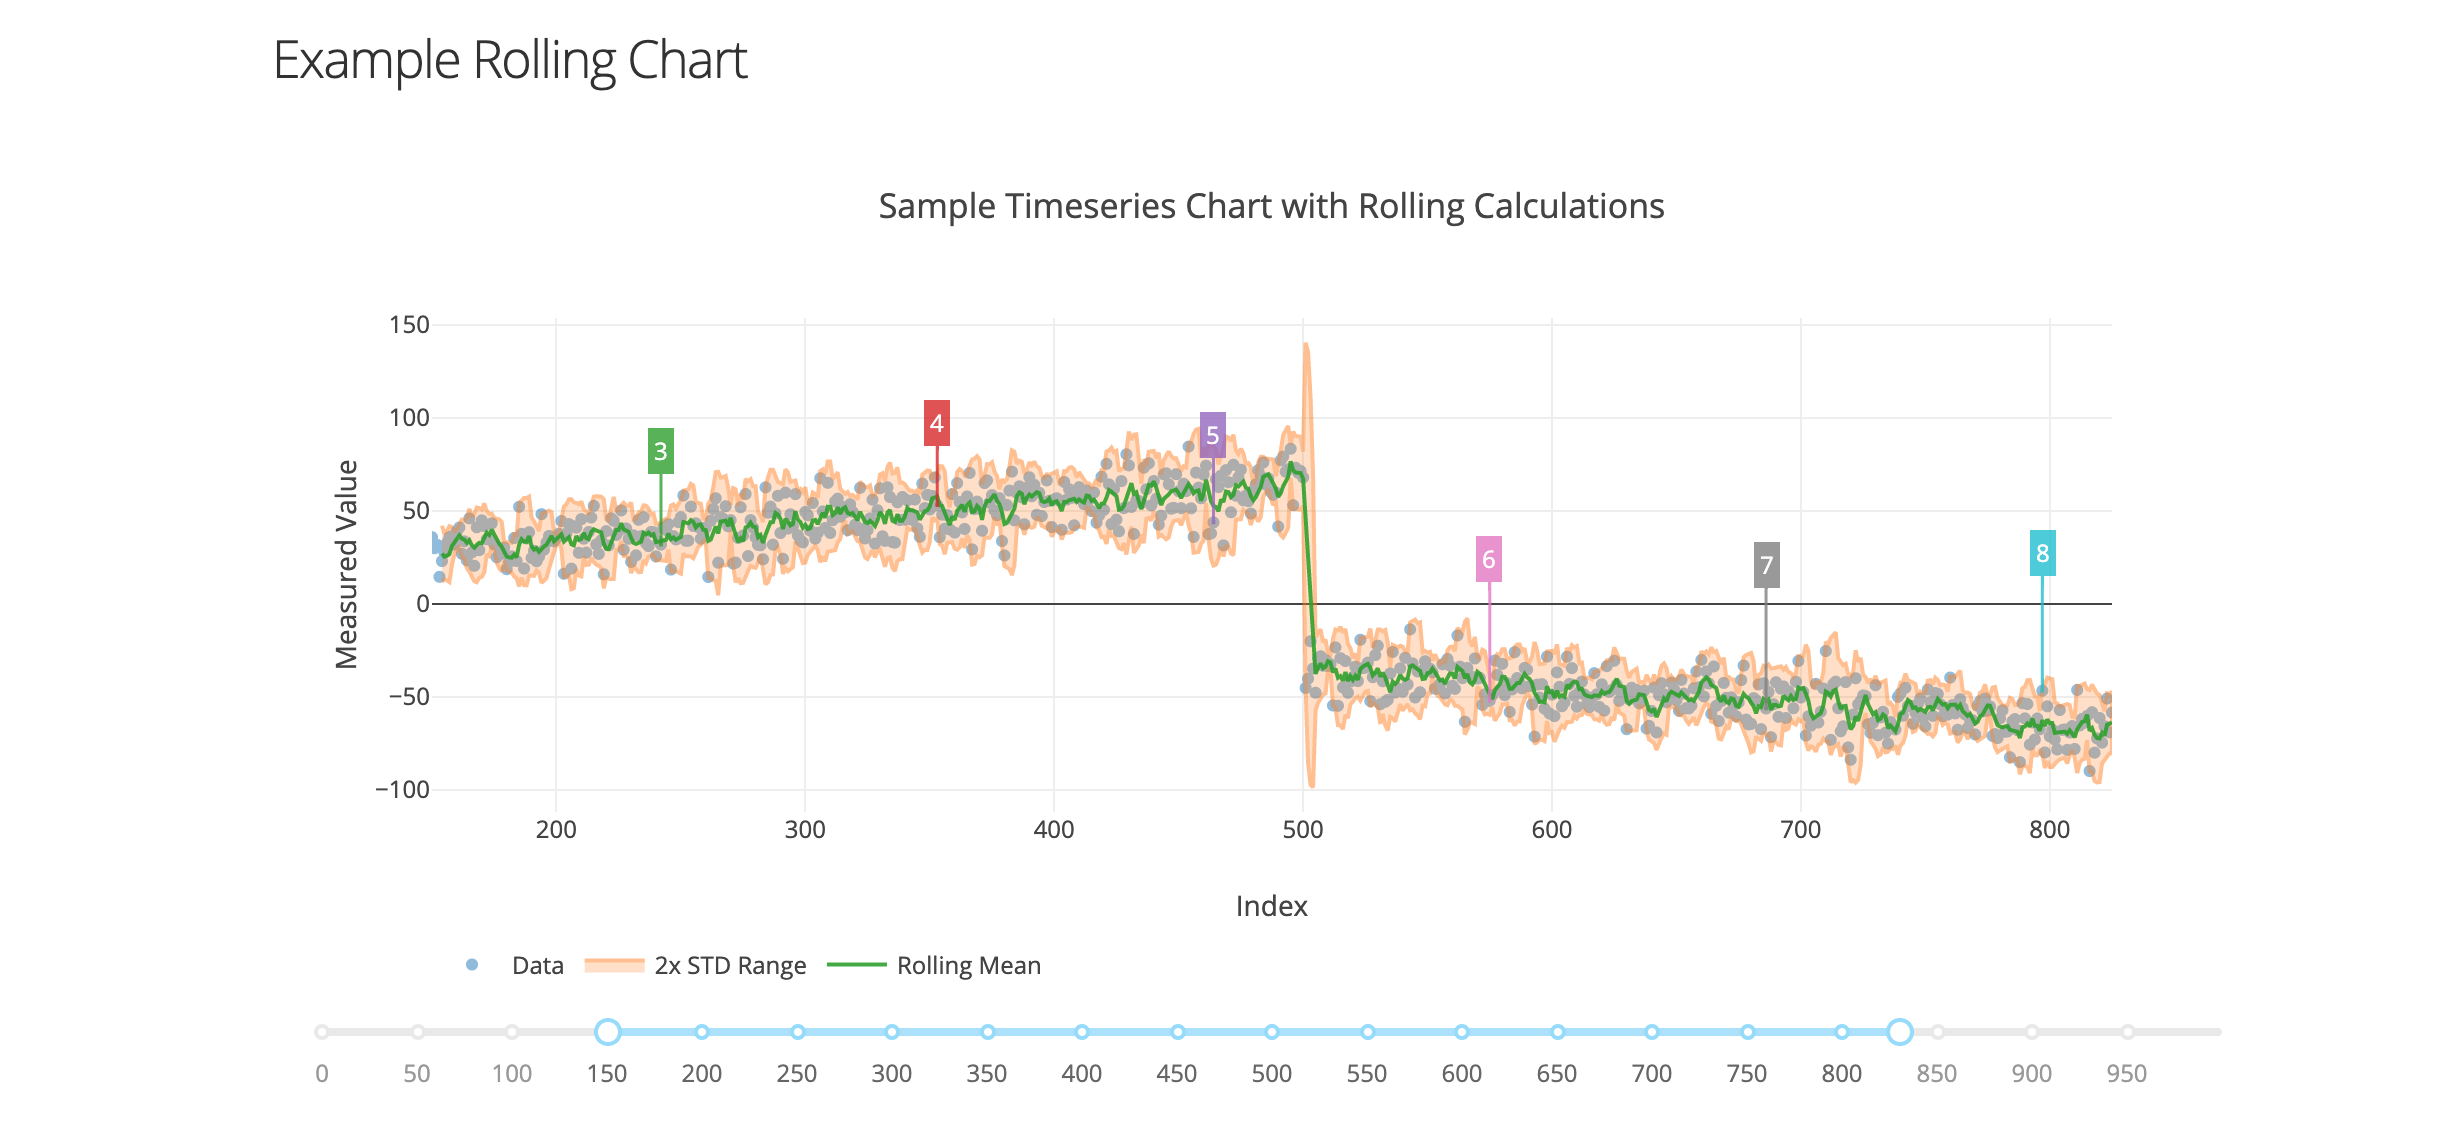 Example Rolling Chart
Sample Timeseries Chart with Rolling Calculations
150
100
50
0
−50
−100
Measured Value
3
4
5
6
7
8
200 300 400 500 600 700 800
Index
Data 2x STD Range Rolling Mean
0 50 100 150 200 250 300 350 400 450 500 550 600 650 700 750 800 850 900 950